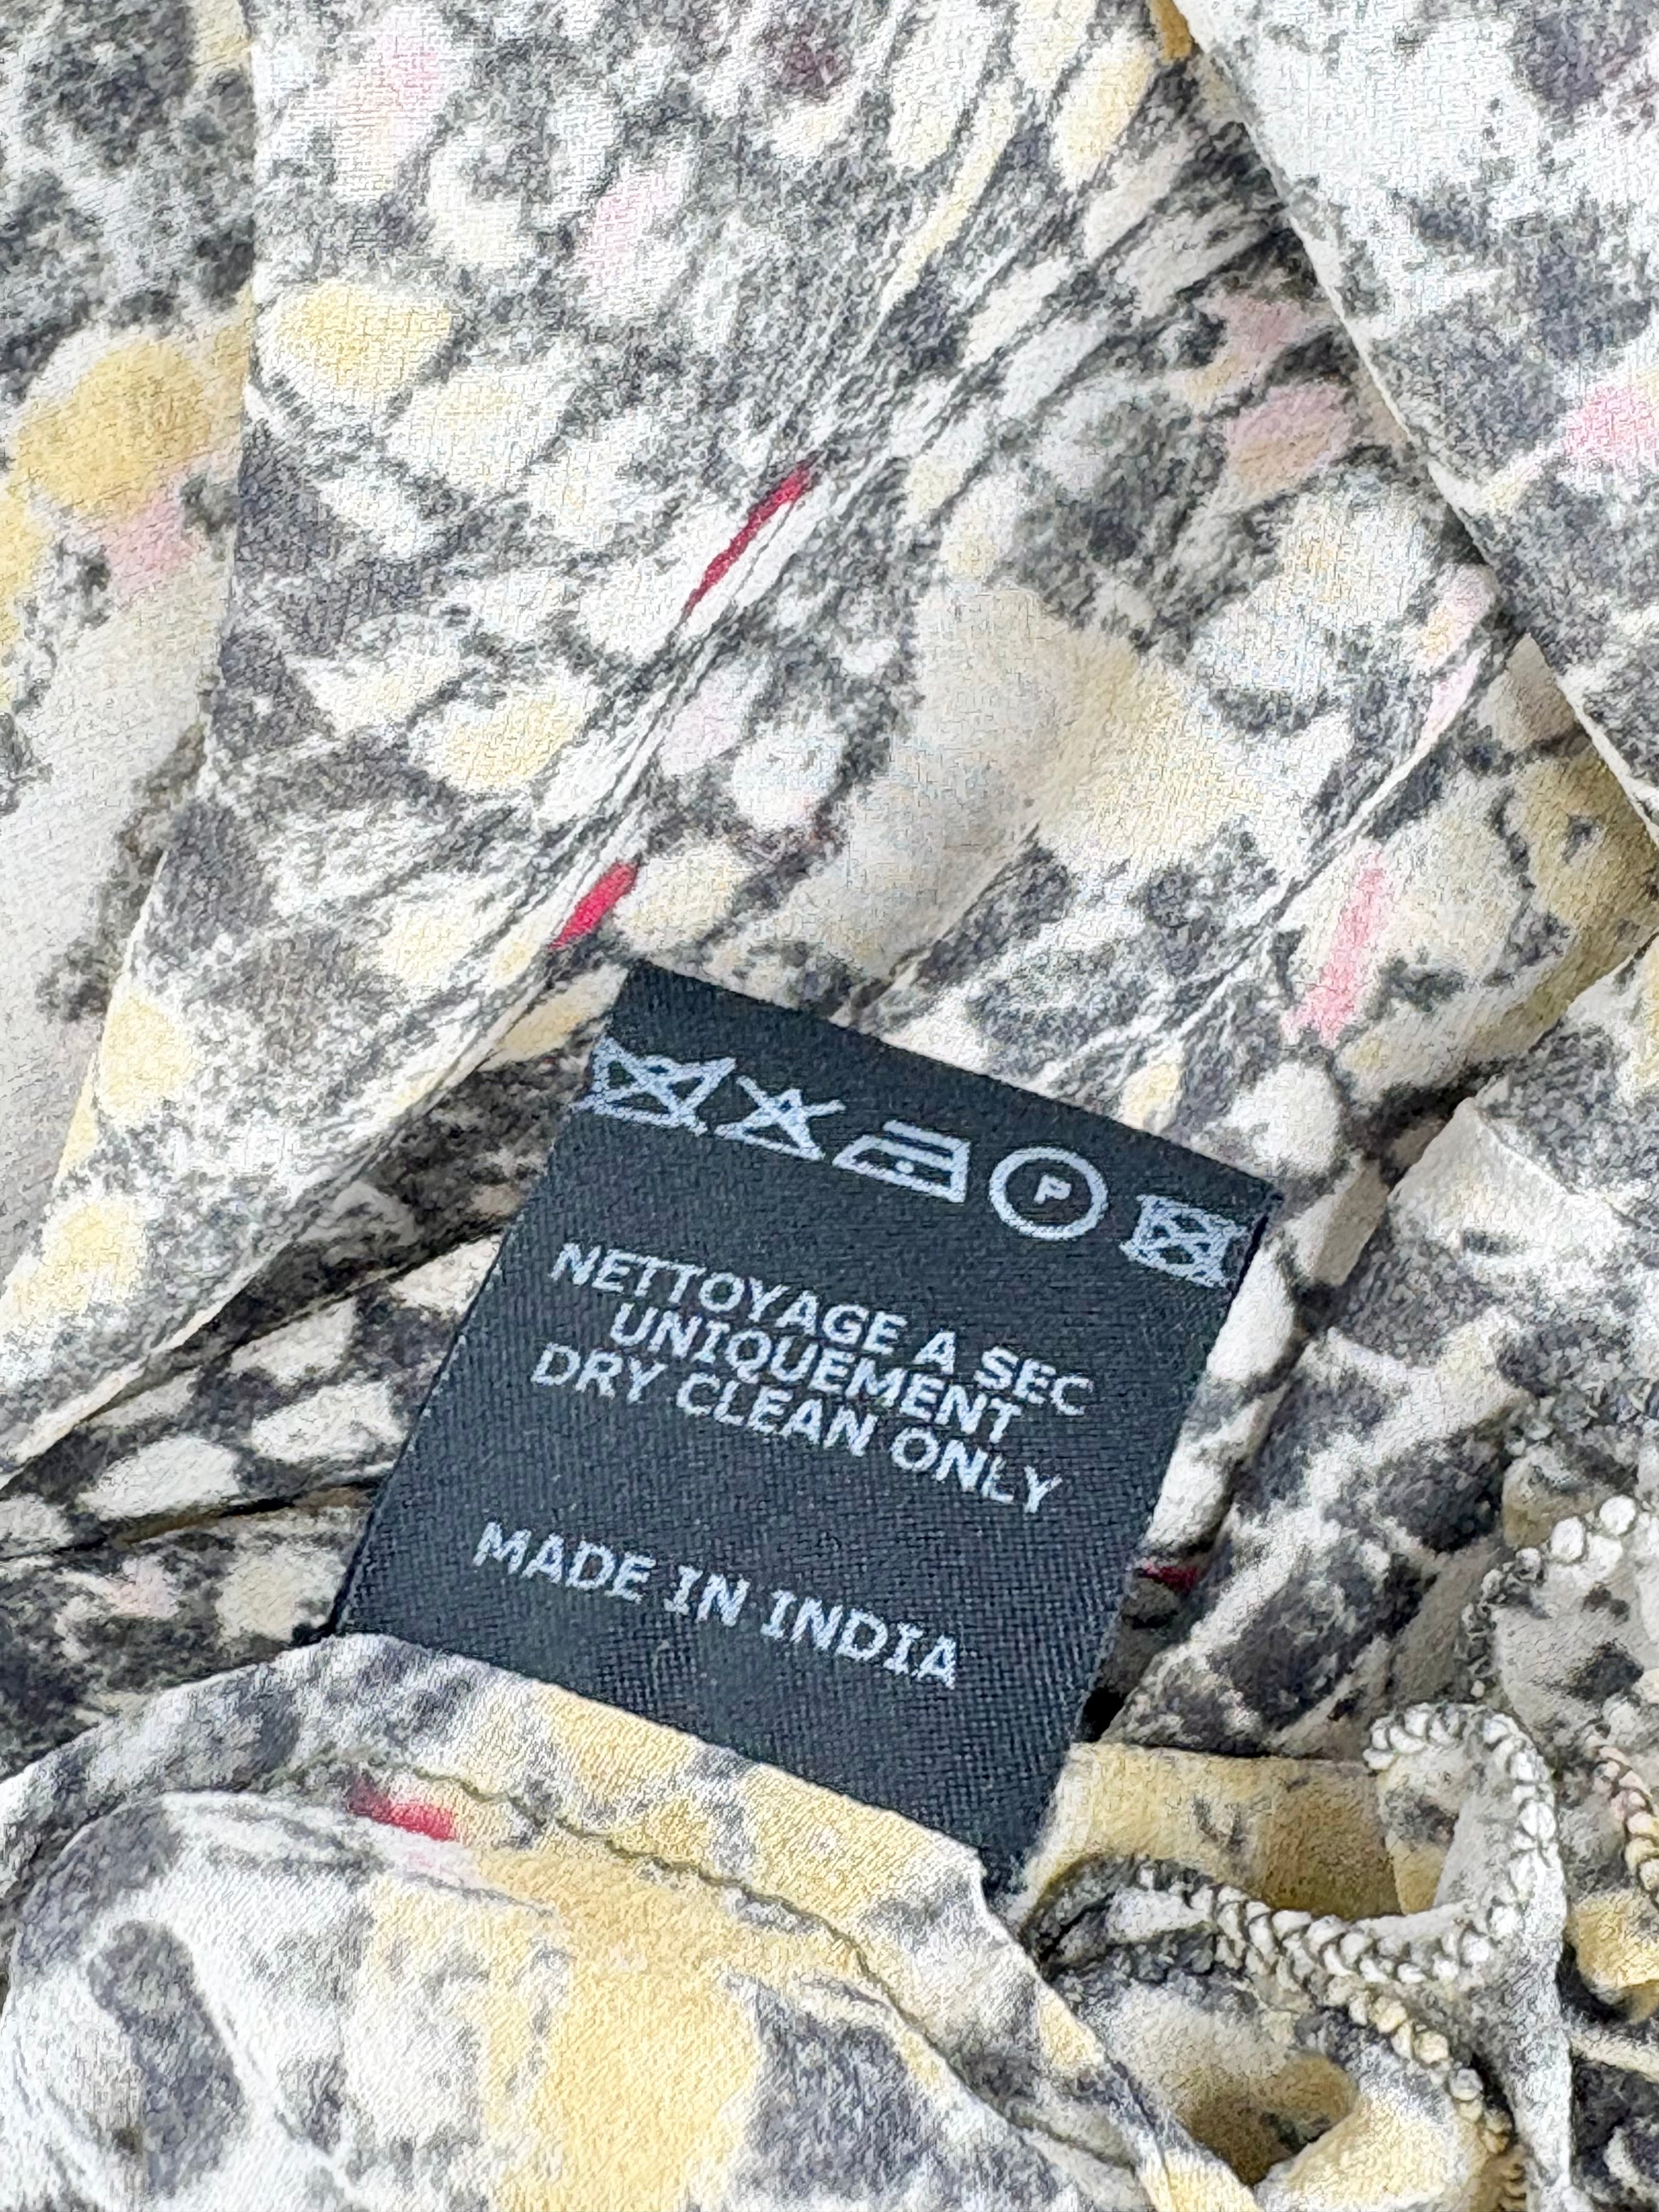 P
NETTOYAGE A SEC
UNIQUEMENT
DRY CLEAN ONLY
MADE IN INDIA